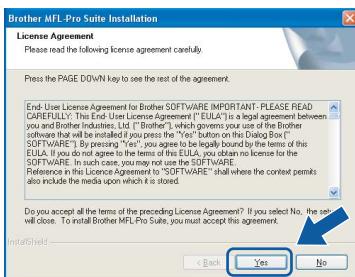 Brother MFL-Pro Suite Installation
License Agreement
Please read the following license agreement carefully.
Press the PAGE DOWN key to see the rest of the agreement.
End- User License Agreement for Brother SOFTWARE IMPORTANT- PLEASE READ
CAREFULLY: This End- User License Agreement (" EULA") is a legal agreement between
you and Brother Industries, Ltd. (" Brother"), which governs your use of the Brother
software that will be installed if you press the "Yes" button on this Dialog Box ("
SOFTWARE"). By pressing "Yes", you agree to be legally bound by the terms of this
EULA. If you do not agree to the terms of this EULA, you obtain no license for the
SOFTWARE. In such case, you may not use the SOFTWARE.
Reference in this Licence Agreement to "SOFTWARE" shall where the context permits
also include the media upon which it is stored.
Do you accept all the terms of the preceding License Agreement? If you select No, the
will close. To install Brother MFL-Pro Suite, you must accept this agreement.
InstallShield
< Back
Yes
No